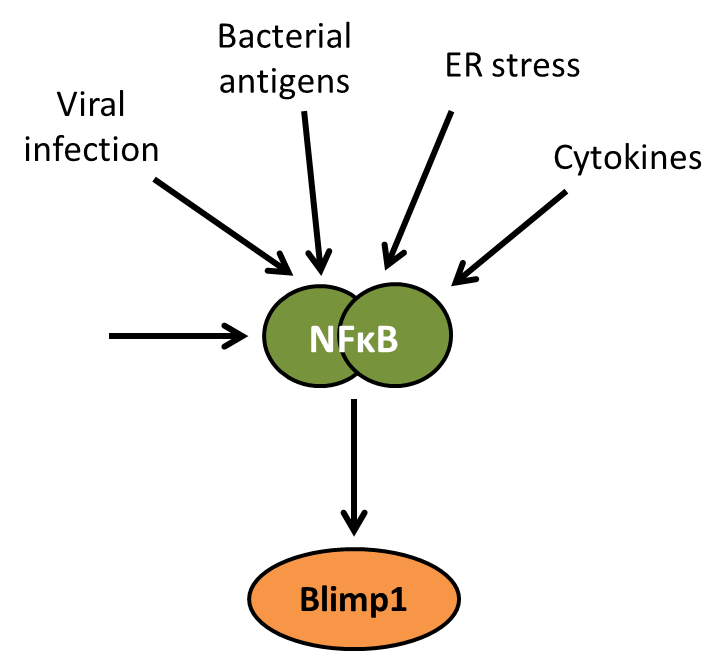 Bacterial
antigens
ER stress
Viral
infection
Cytokines
NFκB
Blimp1